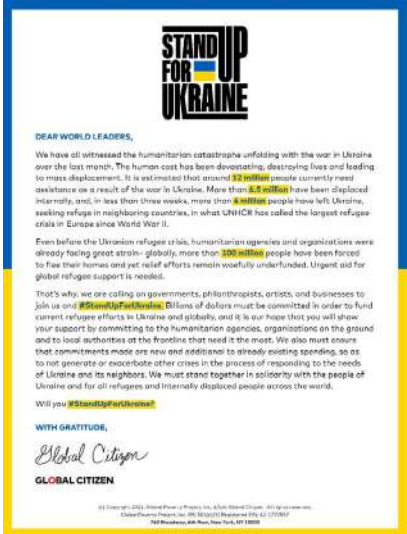 STAND UP
FOR
UKRAINE
DEAR WORLD LEADERS,
We have all witnessed the humanitarian catastrophe unfolding with the war in Ukraine
over the last month. The human cost has been devastating, destroying lives and leading
to mass displacement. It is estimated that around 12 million people currently need
assistance as a result of the war in Ukraine. More than 6.5 million have been displaced
internally, and, in less than three weeks, more than 4 million people have left Ukraine,
seeking refuge in neighboring countries, in what UNHCR has called the largest refugee
crisis in Europe since World War II.
Even before the Ukranian refugee crisis, humanitarian agencies and organizations were
already facing great strain- globally, more than 100 million people have been forced
to flee their homes and yet relief efforts remain woefully underfunded. Urgent aid for
global refugee support is needed.
That's why, we are calling on governments, philanthropists, artists, and businesses to
join us and #StandUpForUkraine. Billions of dollars must be committed in order to fund
current refugee efforts in Ukraine and globally, and it is our hope that you will show
your support by committing to the humanitarian agencies, organizations on the ground
and to local authorities at the frontline that need it the most. We also must ensure
that commitments made are new and additional to already existing spending, so as
to not generate or exacerbate other crises in the process of responding to the needs
of Ukraine and its neighbors. We must stand together in solidarity with the people of
Ukraine and for all refugees and internally displaced people across the world.
Will you #StandUpForUkraine?
WITH GRATITUDE,
Global Citizen
GLOBAL CITIZEN
Global Poverty Project, Inc.
760 Broadway, 6th Floor, New York, NY 10003